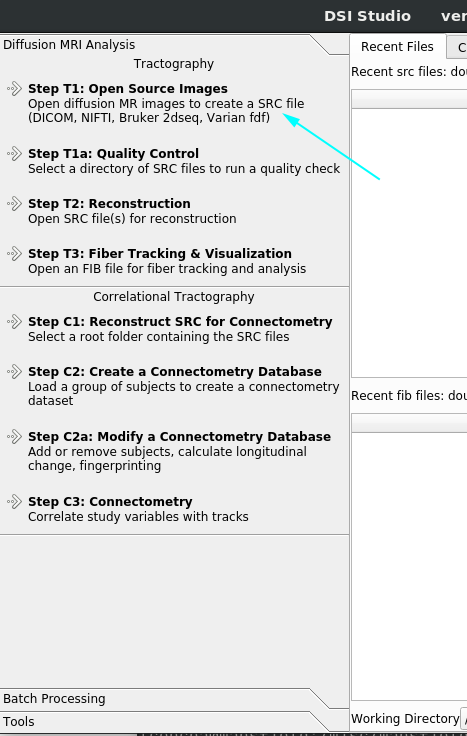 DSI Studio ver
Diffusion MRI Analysis
Tractography
Step T1: Open Source Images
Open diffusion MR images to create a SRC file
(DICOM, NIFTI, Bruker 2dseq, Varian fdf)
Step T1a: Quality Control
Select a directory of SRC files to run a quality check
Step T2: Reconstruction
Open SRC file(s) for reconstruction
Step T3: Fiber Tracking & Visualization
Open an FIB file for fiber tracking and analysis
Correlational Tractography
Step C1: Reconstruct SRC for Connectometry
Select a root folder containing the SRC files
Step C2: Create a Connectometry Database
Load a group of subjects to create a connectometry
dataset
Step C2a: Modify a Connectometry Database
Add or remove subjects, calculate longitudinal
change, fingerprinting
Step C3: Connectometry
Correlate study variables with tracks
Batch Processing
Tools
Recent Files C
Recent src files: dou
Recent fib files: dou
Working Directory